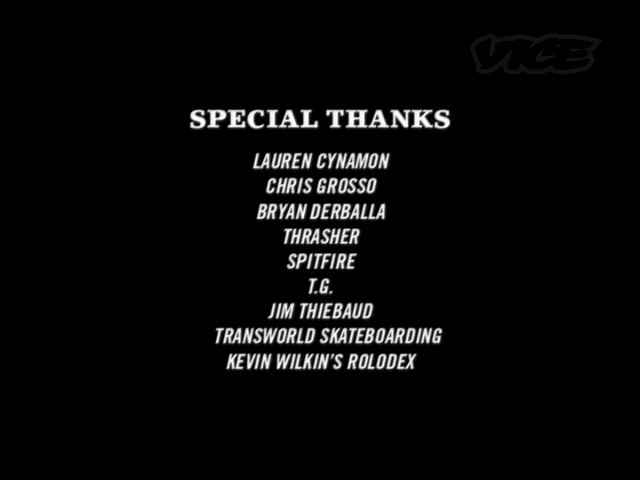 VICE
SPECIAL THANKS
LAUREN CYNAMON
CHRIS GROSSO
BRYAN DERBALLA
THRASHER
SPITFIRE
T.G.
JIM THIEBAUD
TRANSWORLD SKATEBOARDING
KEVIN WILKIN'S ROLODEX